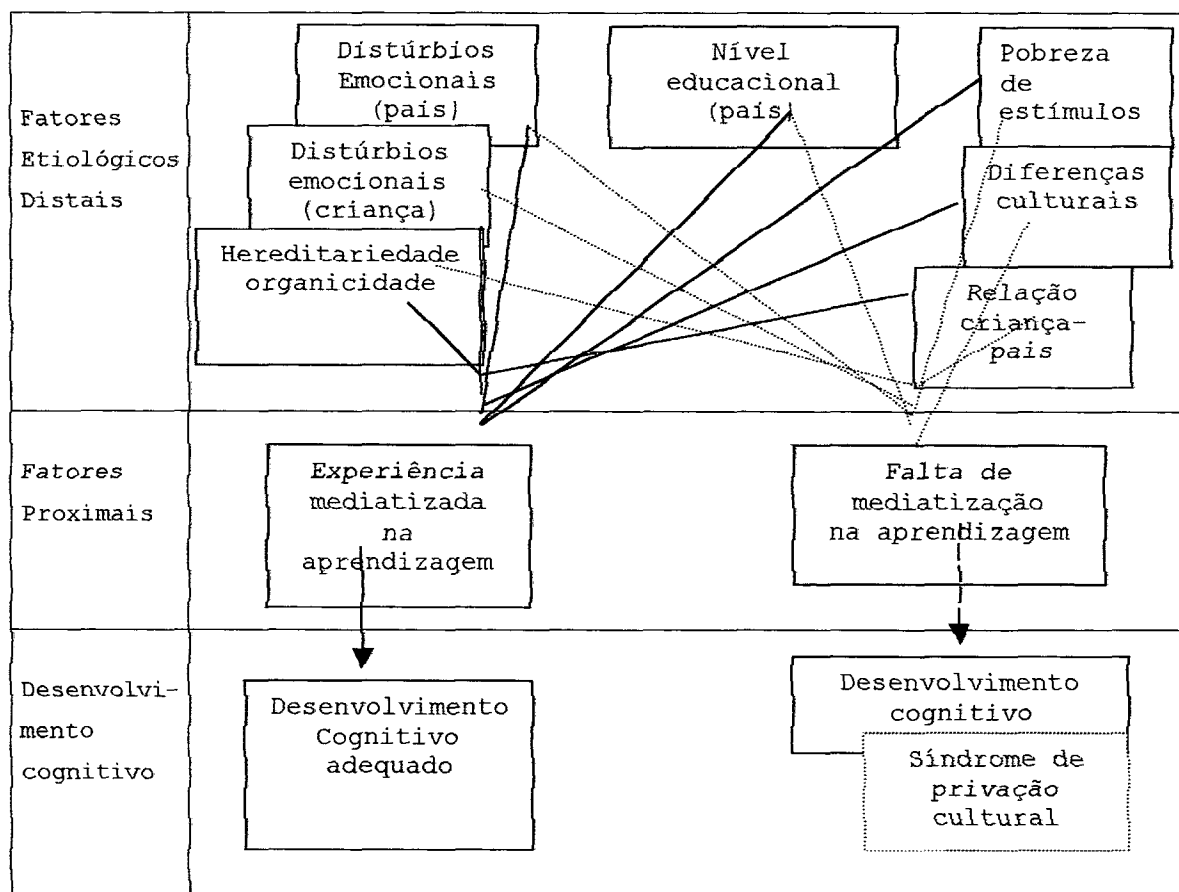 Fatores
Etiológicos
Distais
Distúrbios
Emocionais
(pais)
Distúrbios
emocionais
(criança)
Hereditariedade
organicidade
Nível
educacional
(pais)
Pobreza
de
estímulos
Diferenças
culturais
Relação
criança-
pais
Fatores
Proximais
Experiência
mediatizada
na
aprendizagem
Falta de
mediatização
na aprendizagem
Desenvolvi-
mento
cognitivo
Desenvolvimento
Cognitivo
adequado
Desenvolvimento
cognitivo
Síndrome de
privação
cultural